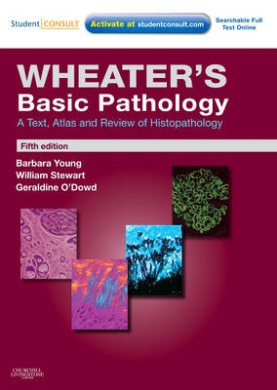 Student CONSULT
Activate at studentconsult.com
Searchable Full
Text Online
WHEATER'S
Basic Pathology
A Text, Atlas and Review of Histopathology
Fifth edition
Barbara Young
William Stewart
Geraldine O'Dowd
CHURCHILL
LIVINGSTONE
ELSEVIER